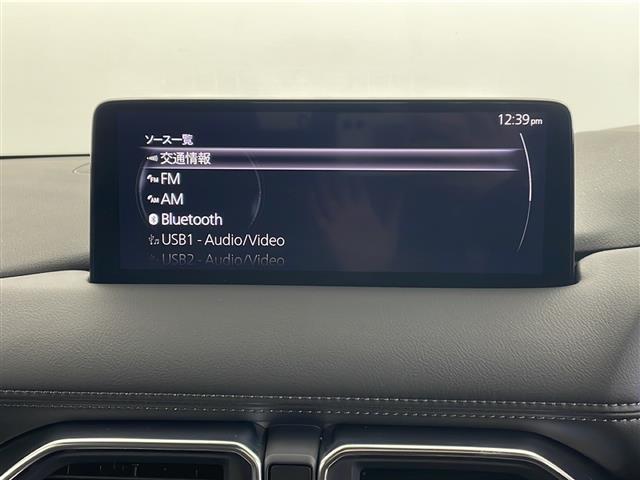 12:39pm
ソース一覧
交通情報
FM
AM
Bluetooth
USB1 - Audio/Video
USB2 - Audio/Video